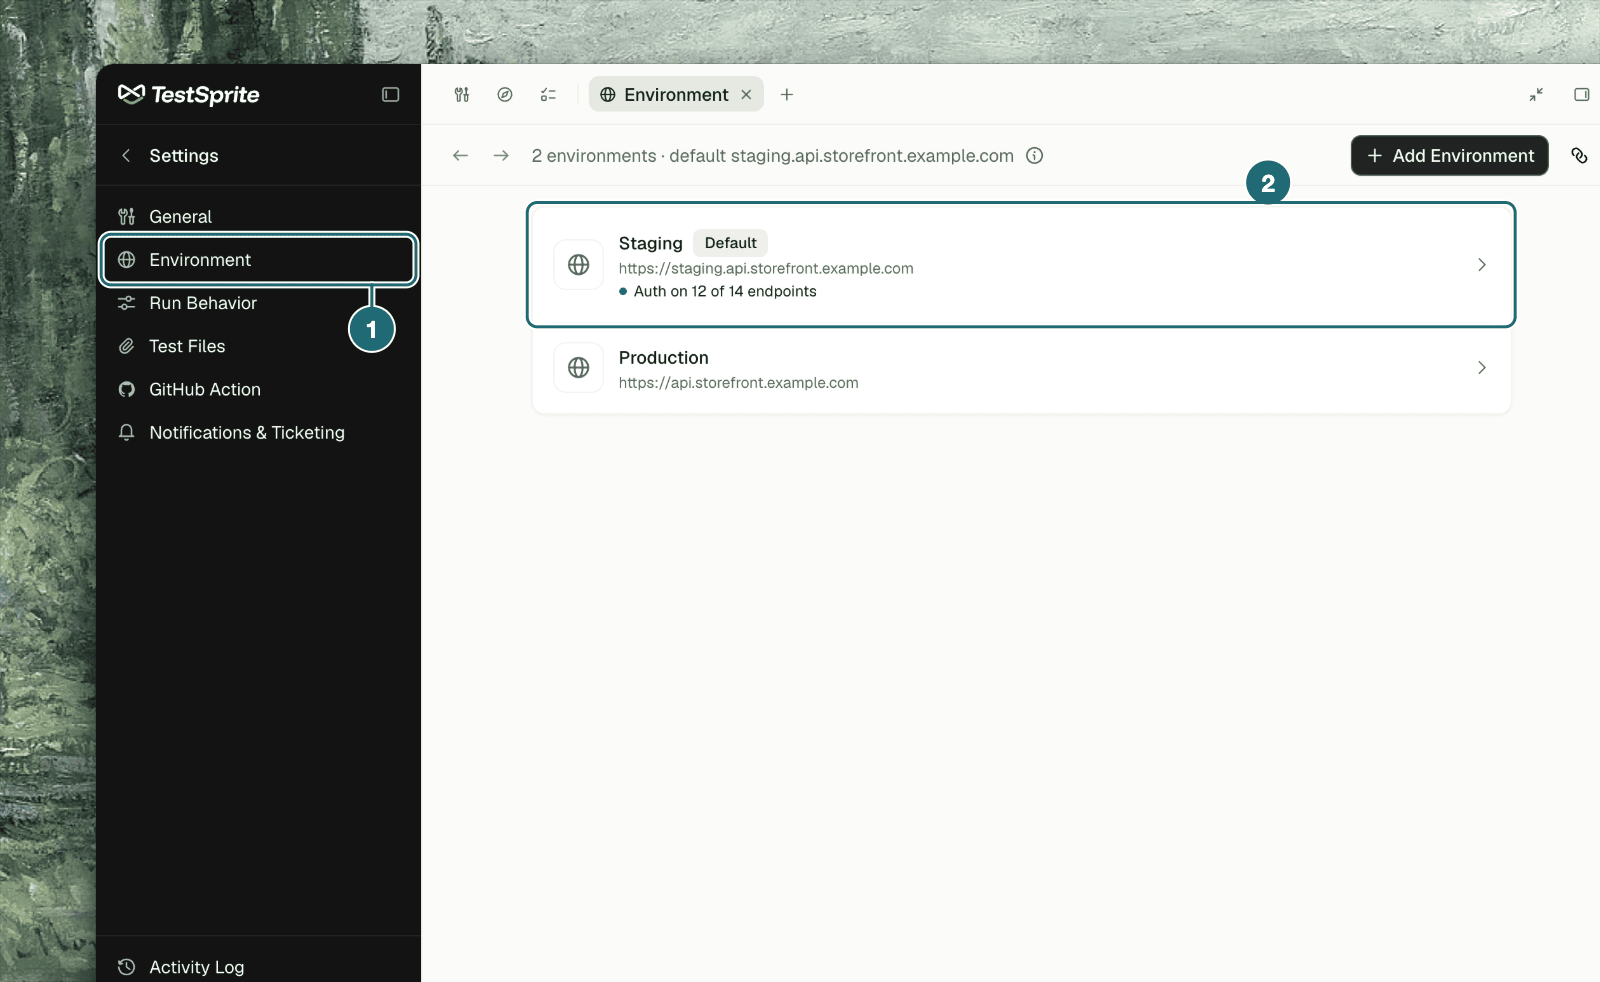 TestSprite
Settings
General
Environment
Run Behavior
Test Files
GitHub Action
Notifications & Ticketing
Activity Log
1
Environment
2 environments · default staging.api.storefront.example.com
Add Environment
2
Staging Default
https://staging.api.storefront.example.com
Auth on 12 of 14 endpoints
Production
https://api.storefront.example.com